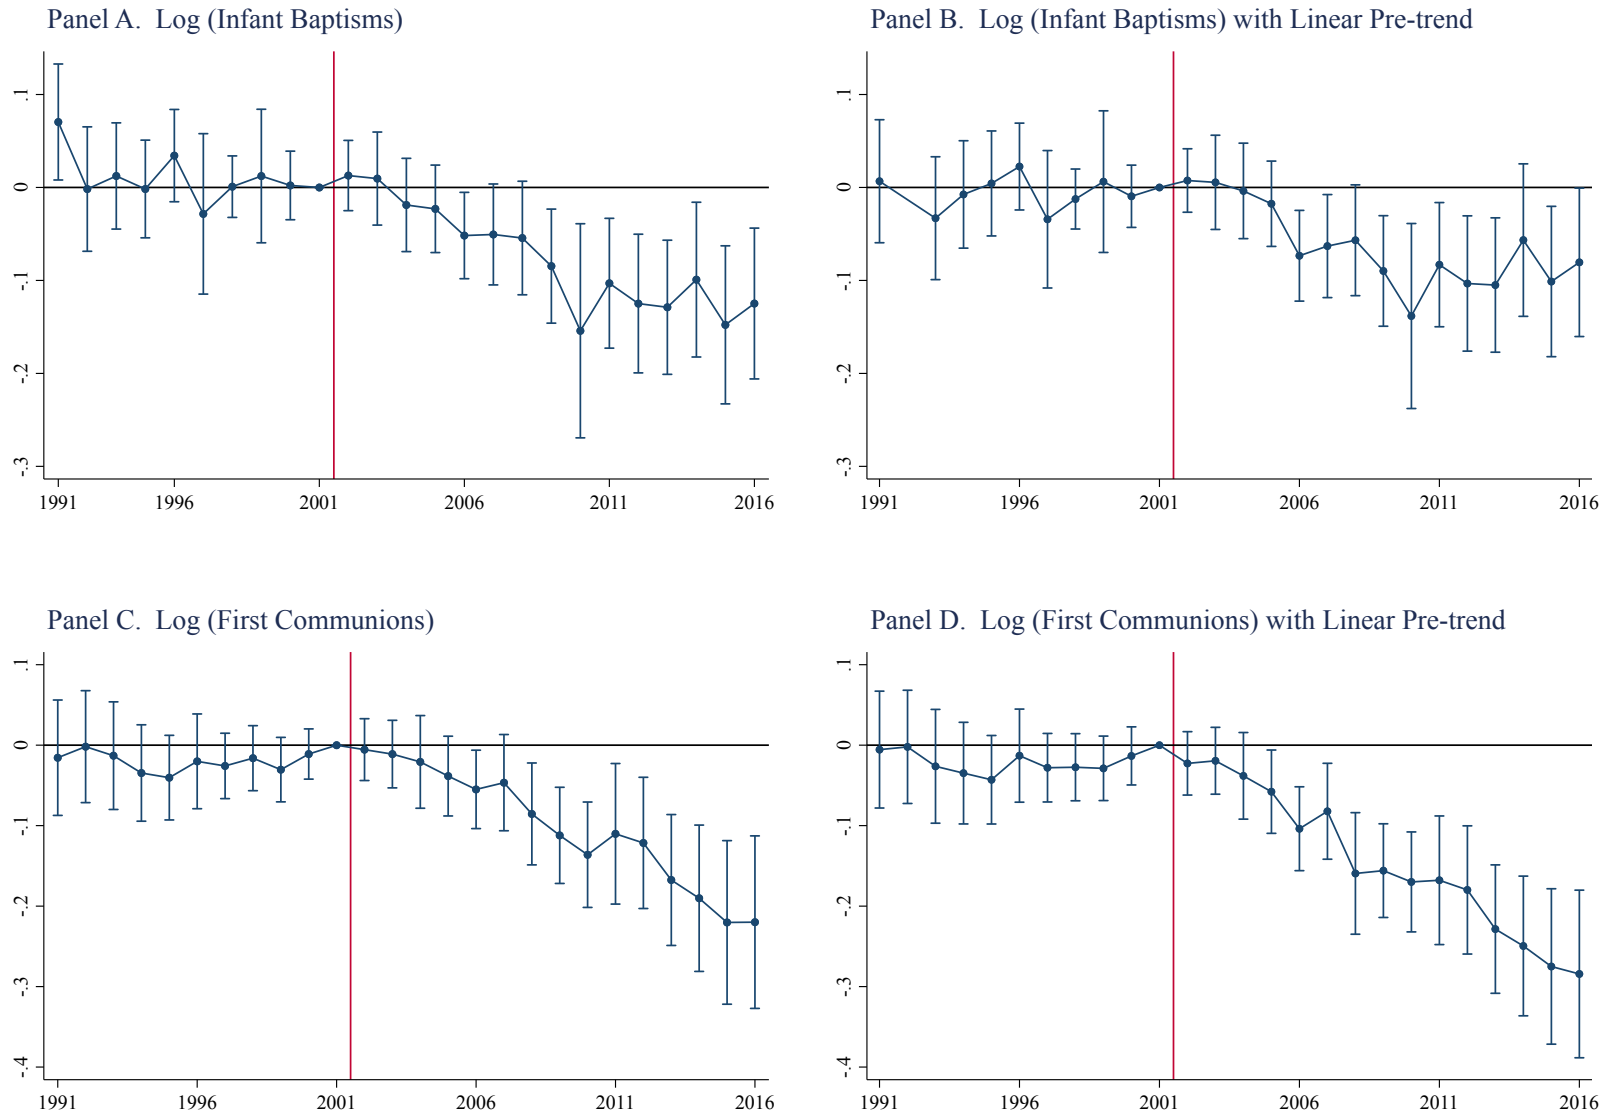 Panel A. Log (Infant Baptisms)
.1
0
-.1
-.2
-.3
1991 1996 2001 2006 2011 2016
Panel B. Log (Infant Baptisms) with Linear Pre-trend
.1
0
-.1
-.2
-.3
1991 1996 2001 2006 2011 2016
Panel C. Log (First Communions)
.1
0
-.1
-.2
-.3
-.4
1991 1996 2001 2006 2011 2016
Panel D. Log (First Communions) with Linear Pre-trend
.1
0
-.1
-.2
-.3
-.4
1991 1996 2001 2006 2011 2016